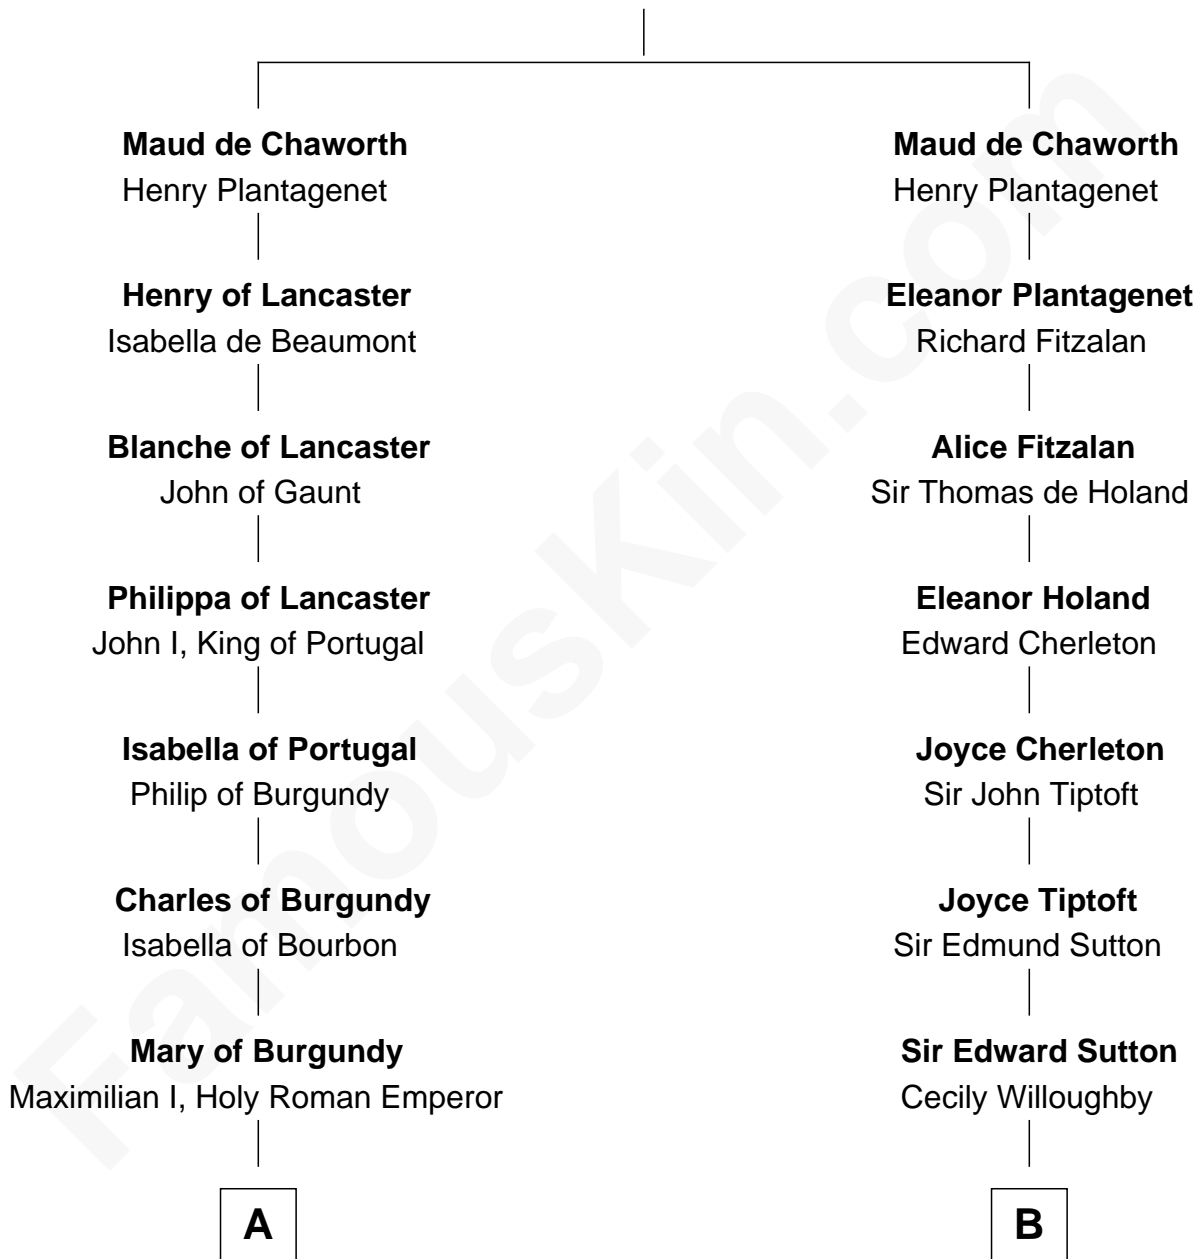 Maud de Chaworth
Henry Plantagenet
Henry of Lancaster
Isabella de Beaumont
Blanche of Lancaster
John of Gaunt
Philippa of Lancaster
John I, King of Portugal
Isabella of Portugal
Philip of Burgundy
Charles of Burgundy
Isabella of Bourbon
Mary of Burgundy
Maximilian I, Holy Roman Emperor
A
Maud de Chaworth
Henry Plantagenet
Eleanor Plantagenet
Richard Fitzalan
Alice Fitzalan
Sir Thomas de Holand
Eleanor Holand
Edward Cherleton
Joyce Cherleton
Sir John Tiptoft
Joyce Tiptoft
Sir Edmund Sutton
Sir Edward Sutton
Cecily Willoughby
B
FamousKin.com